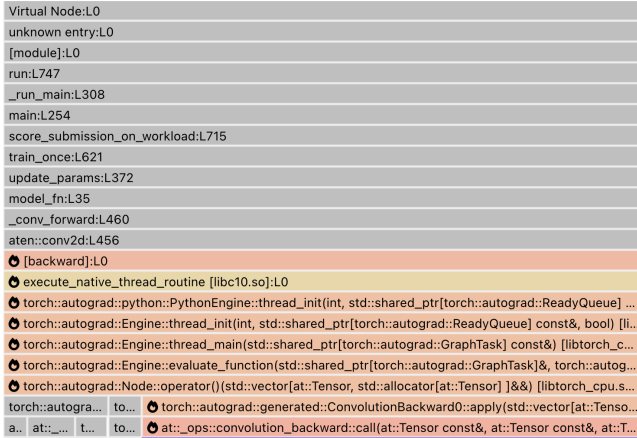 Virtual Node:L0
unknown entry:L0
[module]:L0
run:L747
_run_main:L308
main:L254
score_submission_on_workload:L715
train_once:L621
update_params:L372
model_fn:L35
_conv_forward:L460
aten::conv2d:L456
[backward]:L0
execute_native_thread_routine [libc10.so]:L0
torch::autograd::python::PythonEngine::thread_init(int, std::shared_ptr[torch::autograd::ReadyQueue] ...
torch::autograd::Engine::thread_init(int, std::shared_ptr[torch::autograd::ReadyQueue] const&, bool) [li...
torch::autograd::Engine::thread_main(std::shared_ptr[torch::autograd::GraphTask] const&) [libtorch_c...
torch::autograd::Engine::evaluate_function(std::shared_ptr[torch::autograd::GraphTask]&, torch::autog...
torch::autograd::Node::operator()(std::vector[at::Tensor, std::allocator[at::Tensor] ]&&) [libtorch_cpu.s...
torch::autogra... to... torch::autograd::generated::ConvolutionBackward0::apply(std::vector[at::Tenso...
a.. at::_... t... to... at::_ops::convolution_backward::call(at::Tensor const&, at::Tensor const&, at::T...